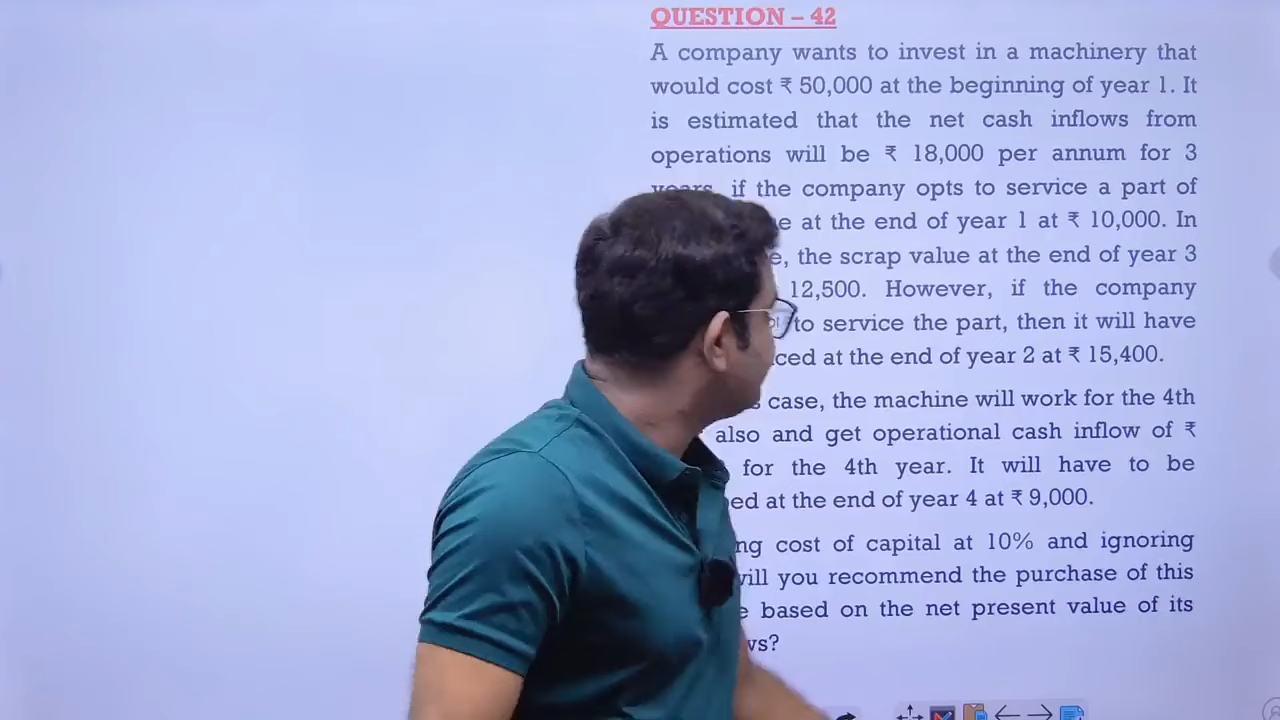 QUESTION – 42
A company wants to invest in a machinery that
would cost ₹ 50,000 at the beginning of year 1. It
is estimated that the net cash inflows from
operations will be ₹ 18,000 per annum for 3
years, if the company opts to service a part of
at the end of year 1 at ₹ 10,000. In
the scrap value at the end of year 3
12,500. However, if the company
to service the part, then it will have
at the end of year 2 at ₹ 15,400.
case, the machine will work for the 4th
also and get operational cash inflow of ₹
for the 4th year. It will have to be
at the end of year 4 at ₹ 9,000.
cost of capital at 10% and ignoring
will you recommend the purchase of this
based on the net present value of its